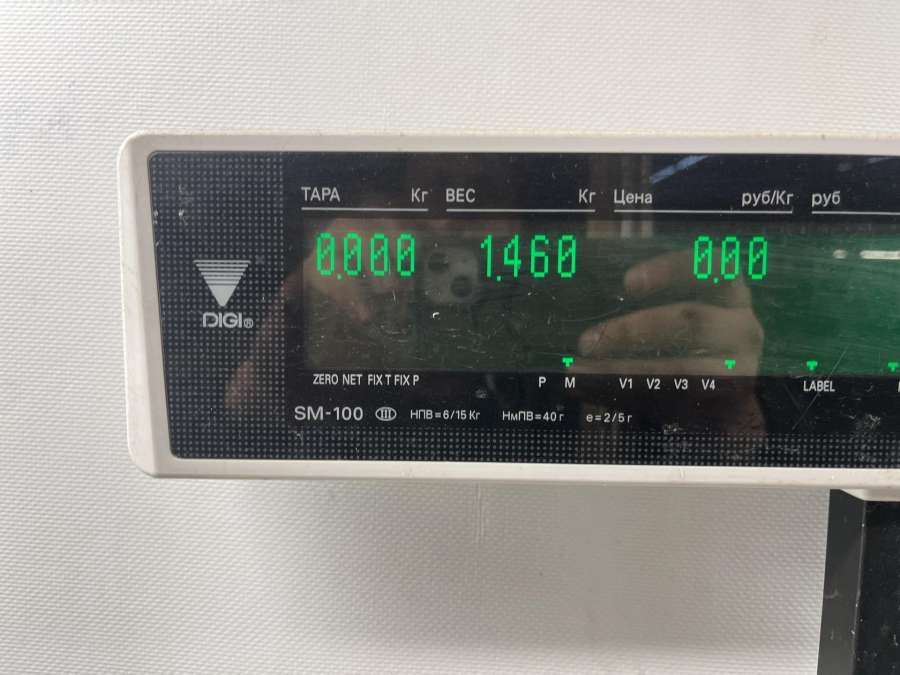 ТАРА Кг ВЕС Кг Цена руб/Кг руб
0.000 1.460 0.00
DIGI®
ZERO NET FIX T FIX P P M V1 V2 V3 V4 LABEL
SM-100 III НПВ=6/15 Кг НмПВ=40 г e=2/5 г